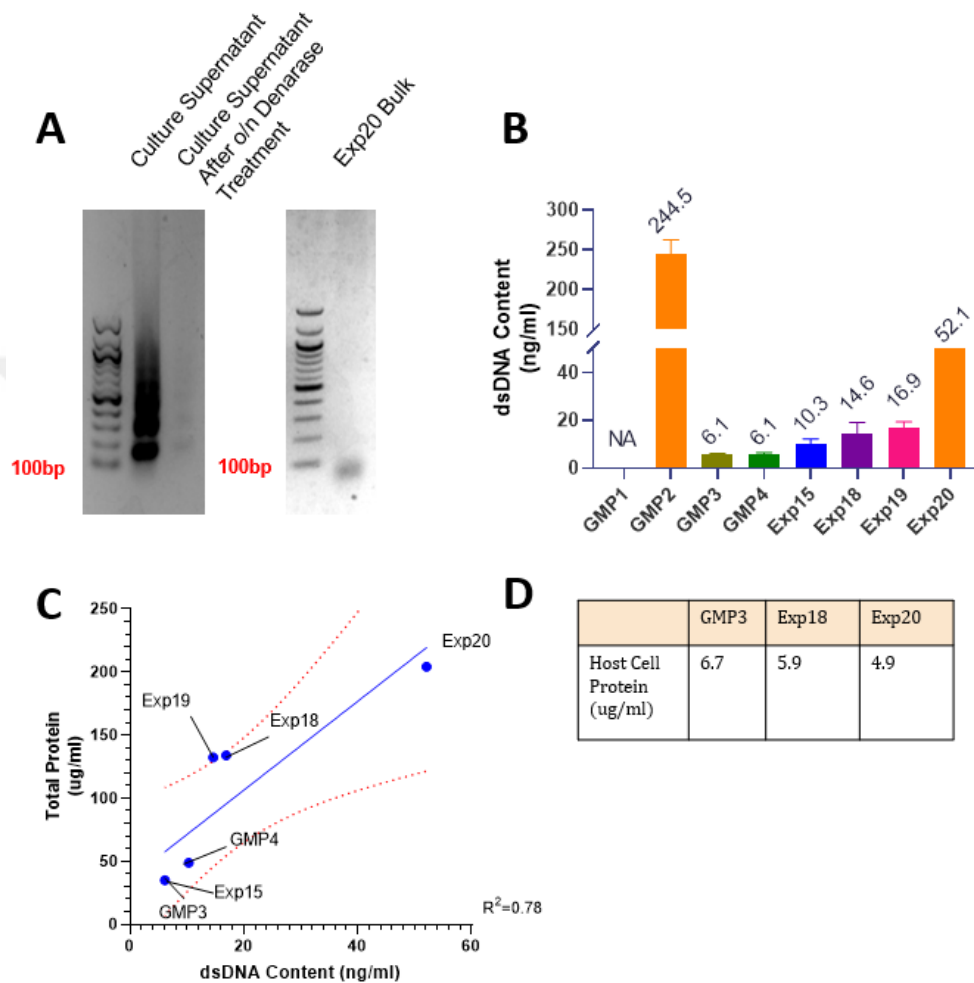 A
Culture Supernatant
Culture Supernatant
After o/n Denarase
Treatment
Exp20 Bulk
100bp
100bp
B
dsDNA Content
(ng/ml)
300
250
200
150
40
20
0
NA
244.5
6.1
6.1
10.3
14.6
16.9
52.1
GMP1
GMP2
GMP3
GMP4
Exp15
Exp18
Exp19
Exp20
C
Total Protein
(ug/ml)
250
200
150
100
50
0
Exp20
Exp19
Exp18
GMP4
Exp15
GMP3
R2=0.78
0
20
40
60
dsDNA Content (ng/ml)
D
GMP3 Exp18 Exp20
Host Cell 6.7 5.9 4.9
Protein
(ug/ml)